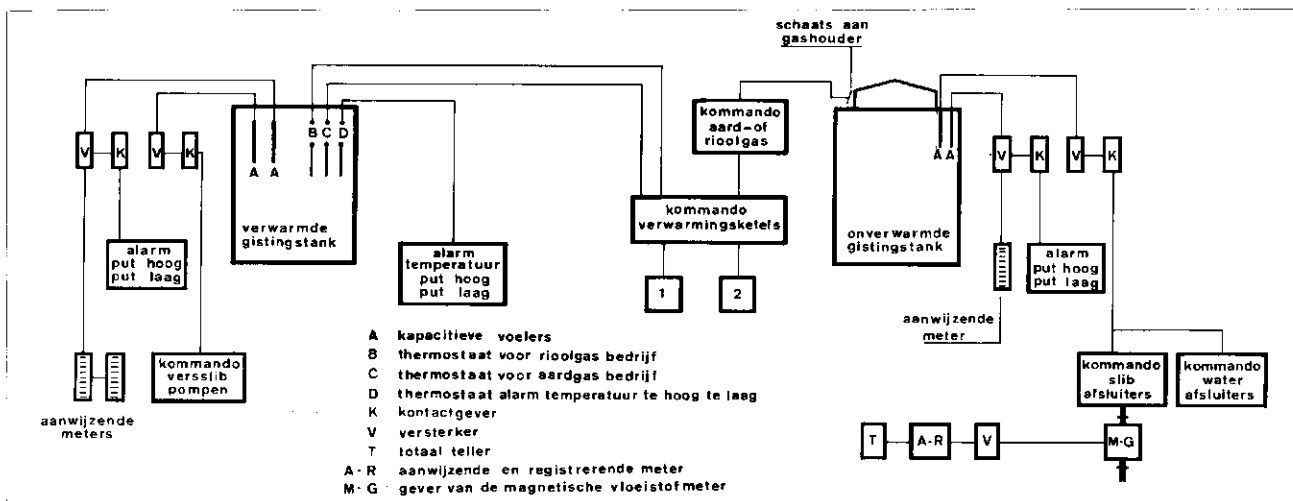 schaats aan
gashouder
kommando
aard-of
rioolgas
B C D
V K V K
A A
A A
V K V K
verwarmde
gistingstank
kommando
verwarmingsketels
onverwarmde
gistingstank
alarm
put hoog
put laag
alarm
temperatuur
put hoog
put laag
alarm
put hoog
put laag
1 2
aanwijzende
meter
kommando
versslib
pompen
aanwijzende
meters
kommando
slib
afsluiters
kommando
water
afsluiters
A kapacitieve voelers
B thermostaat voor rioolgas bedrijf
C thermostaat voor aardgas bedrijf
D thermostaat alarm temperatuur te hoog te laag
K kontactgever
V versterker
T totaal teller
A-R aanwijzende en registrerende meter
M-G gever van de magnetische vloeistofmeter
T A-R V M-G